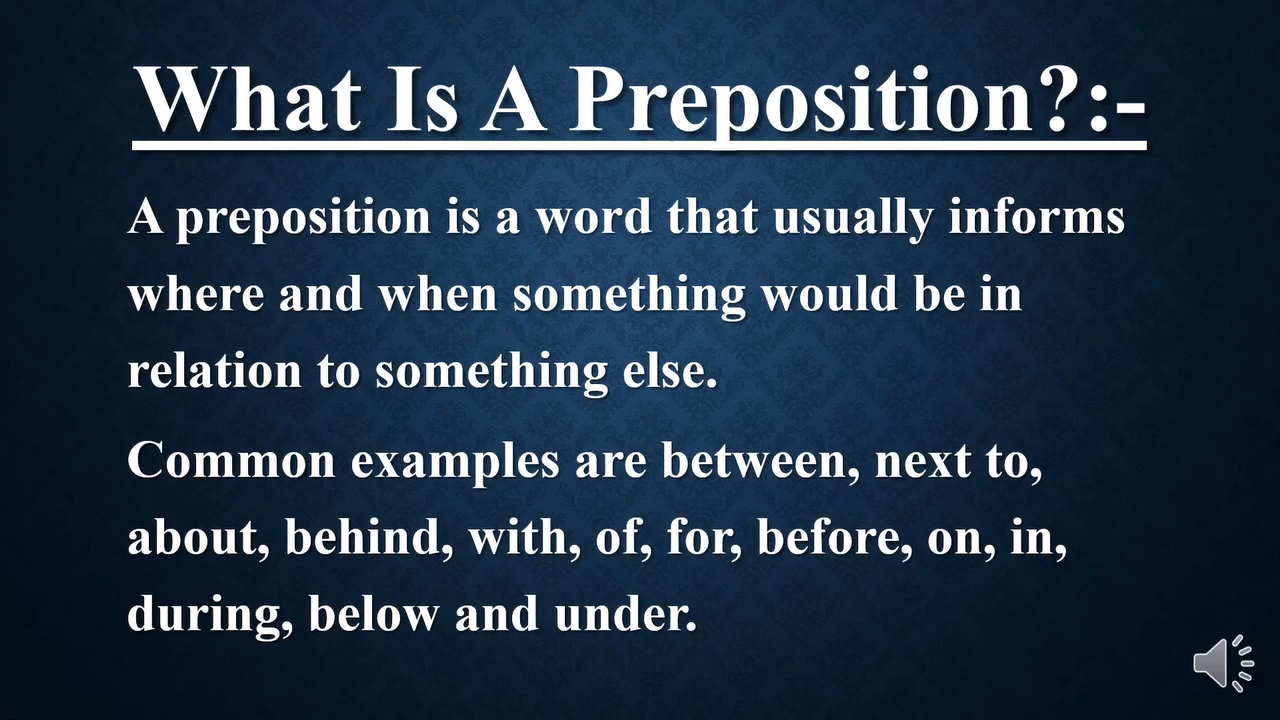 What Is A Preposition?:-
A preposition is a word that usually informs
where and when something would be in
relation to something else.
Common examples are between, next to,
about, behind, with, of, for, before, on, in,
during, below and under.